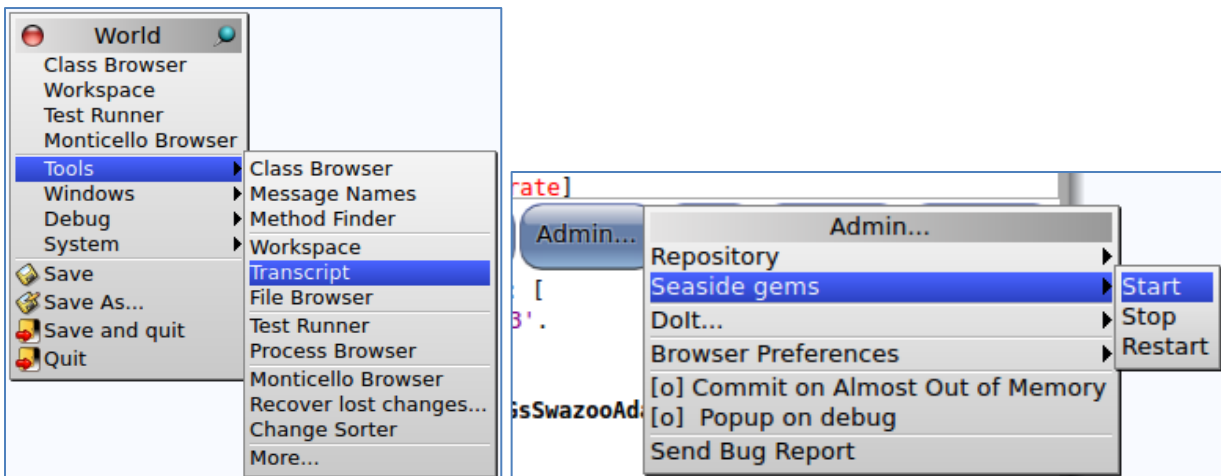 World
Class Browser
Workspace
Test Runner
Monticello Browser
Tools
Windows
Debug
System
Save
Save As...
Save and quit
Quit
Class Browser
Message Names
Method Finder
Workspace
Transcript
File Browser
Test Runner
Process Browser
Monticello Browser
Recover lost changes...
Change Sorter
More...
rate]
Admin...
: [
3'.
GsSwazooAda
Admin...
Repository
Seaside gems
DoIt...
Browser Preferences
[o] Commit on Almost Out of Memory
[o] Popup on debug
Send Bug Report
Start
Stop
Restart